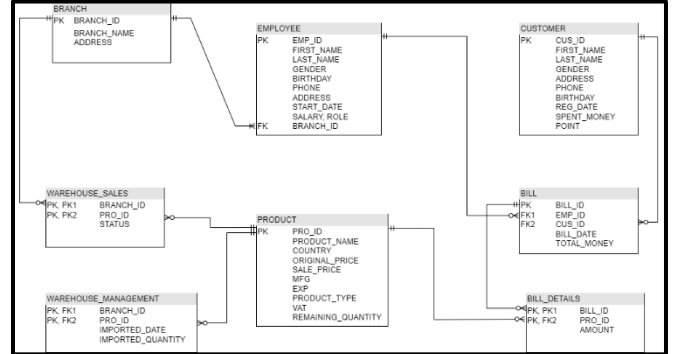 BRANCH
PK BRANCH_ID
BRANCH_NAME
ADDRESS
EMPLOYEE
PK EMP_ID
FIRST_NAME
LAST_NAME
GENDER
BIRTHDAY
PHONE
ADDRESS
START_DATE
SALARY, ROLE
FK BRANCH_ID
CUSTOMER
PK CUS_ID
FIRST_NAME
LAST_NAME
GENDER
ADDRESS
PHONE
BIRTHDAY
REG_DATE
SPENT_MONEY
POINT
WAREHOUSE_SALES
PK, PK1 BRANCH_ID
PK, PK2 PRO_ID
STATUS
PRODUCT
PK PRO_ID
PRODUCT_NAME
COUNTRY
ORIGINAL_PRICE
SALE_PRICE
MFG
EXP
PRODUCT_TYPE
VAT
REMAINING_QUANTITY
BILL
PK BILL_ID
FK1 EMP_ID
FK2 CUS_ID
BILL_DATE
TOTAL_MONEY
WAREHOUSE_MANAGEMENT
PK, FK1 BRANCH_ID
PK, FK2 PRO_ID
IMPORTED_DATE
IMPORTED_QUANTITY
BILL_DETAILS
PK, PK1 BILL_ID
PK, FK2 PRO_ID
AMOUNT